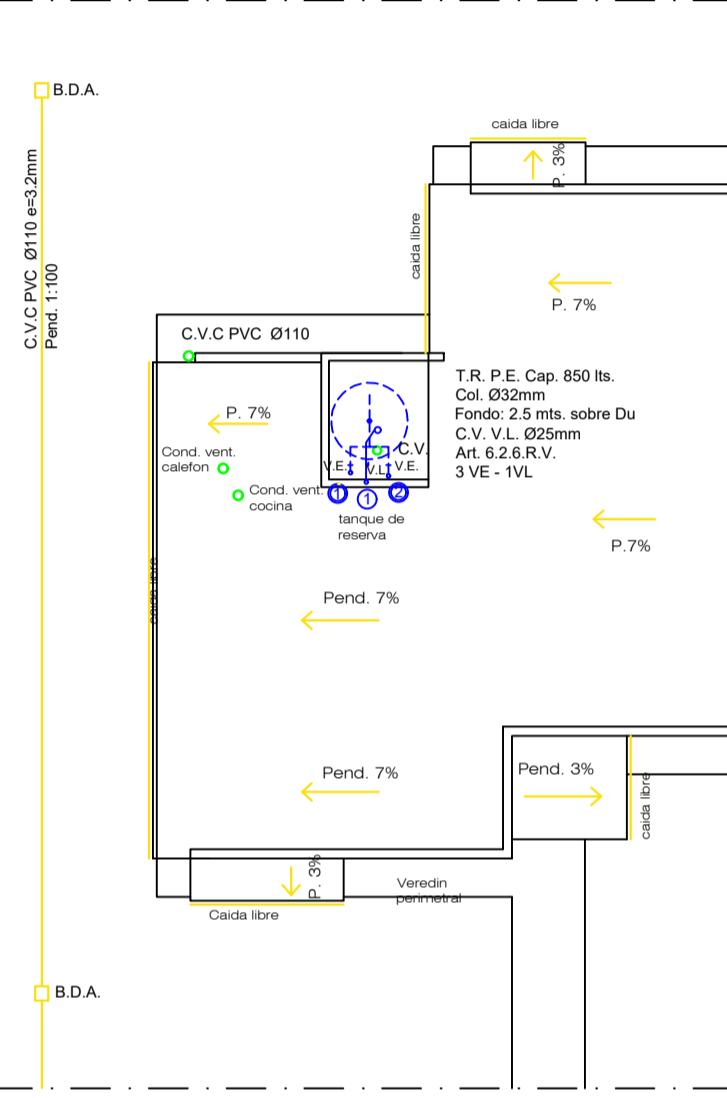 B.D.A.
C.V.C PVC Ø110 e=3.2mm
Pend. 1:100
caida libre
P. 3%
caida libre
P. 7%
C.V.C PVC Ø110
T.R. P.E. Cap. 850 lts.
Col. Ø32mm
Fondo: 2.5 mts. sobre Du
C.V. V.L. Ø25mm
Art. 6.2.6.R.V.
3 VE - 1VL
P. 7%
Cond. vent.
calefon
C.V.
V.E.
V.L
V.E.
1
1
2
Cond. vent.
cocina
tanque de
reserva
P.7%
caida libre
Pend. 7%
Pend. 7%
Pend. 3%
caida libre
P. 3%
Veredin
perimetral
Caida libre
B.D.A.